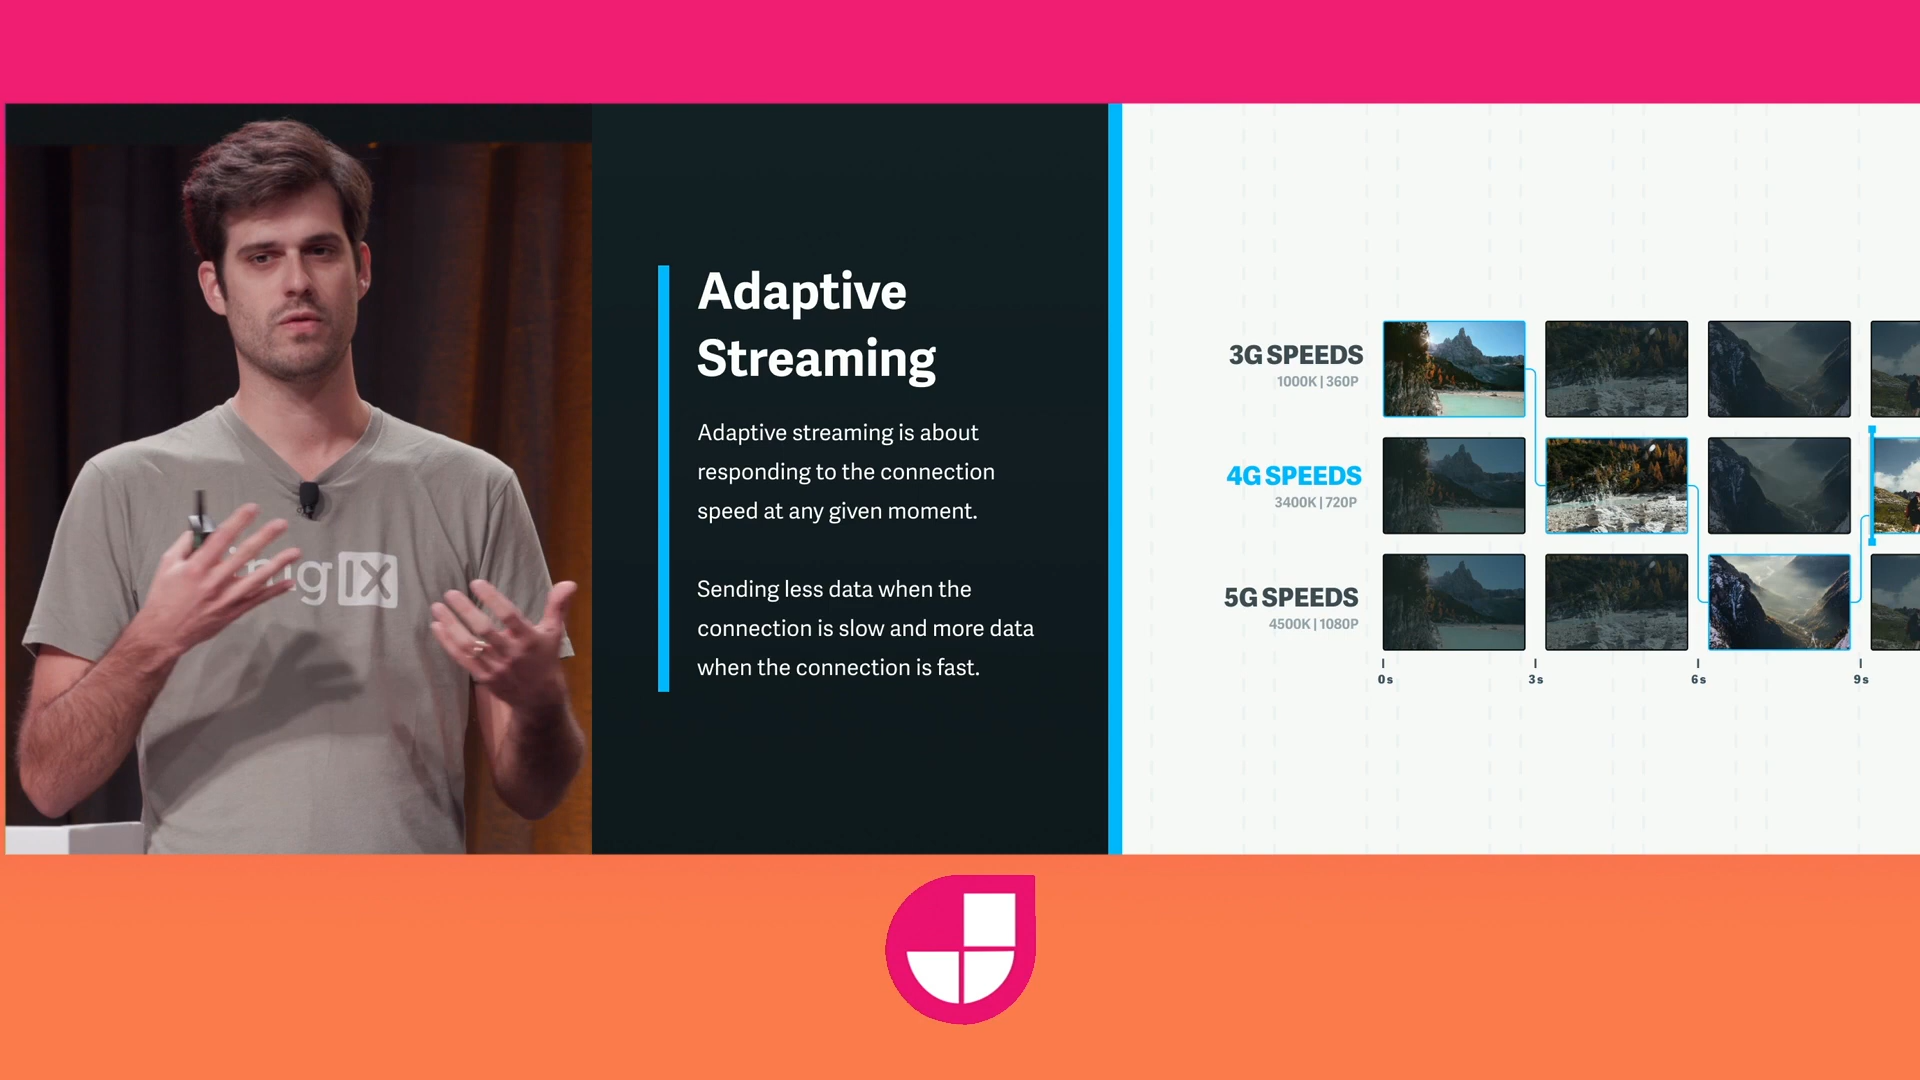 imgIX
Adaptive
Streaming
Adaptive streaming is about
responding to the connection
speed at any given moment.
Sending less data when the
connection is slow and more data
when the connection is fast.
3G SPEEDS
1000K | 360P
4G SPEEDS
3400K | 720P
5G SPEEDS
4500K | 1080P
0s 3s 6s 9s